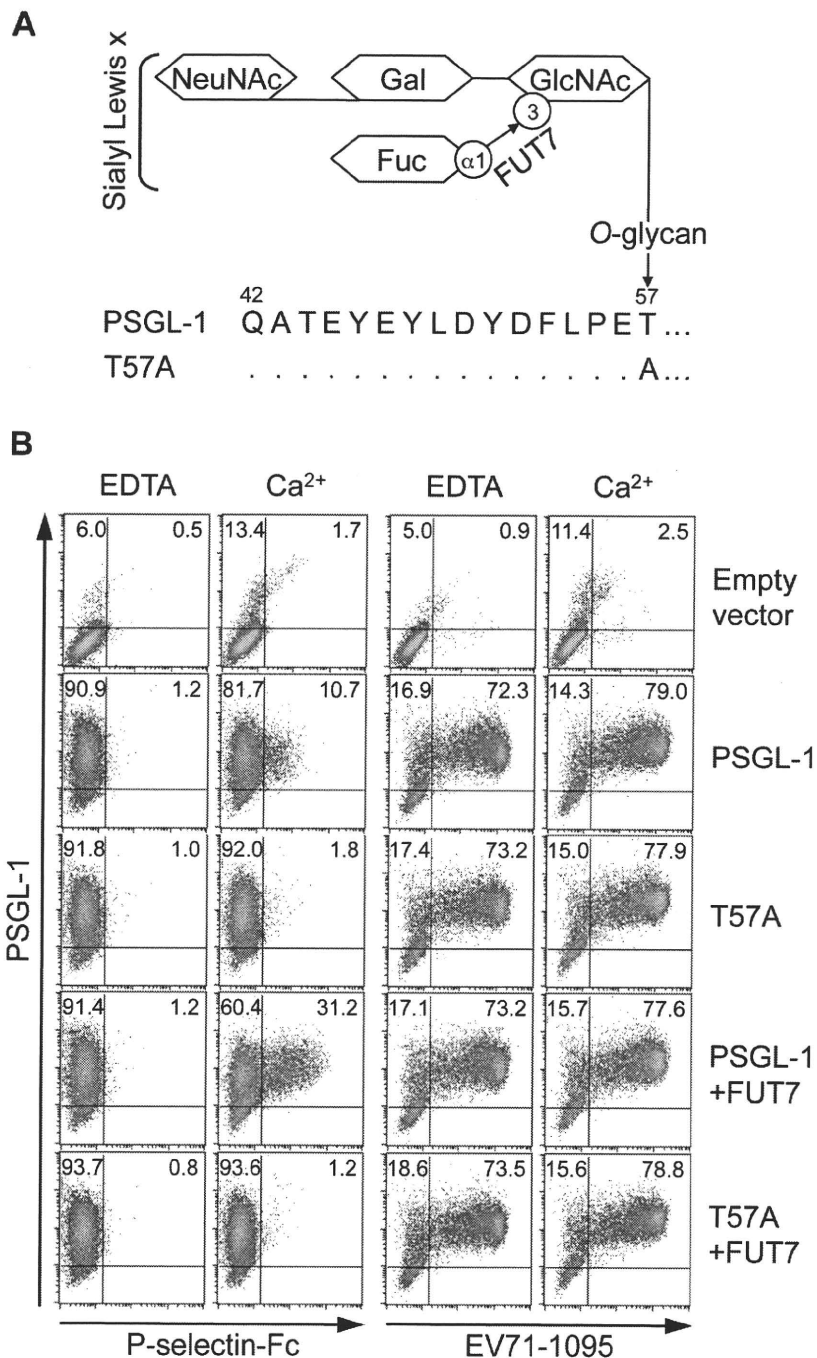 A
Sialyl Lewis x
NeuNAc Gal GlcNAc
3
Fuc α1 FUT7
O-glycan
42 57
PSGL-1 Q A T E Y E Y L D Y D F L P E T ...
T57A . . . . . . . . . . . . . . . A...
B
EDTA Ca²⁺ EDTA Ca²⁺
6.0 0.5 13.4 1.7 5.0 0.9 11.4 2.5
Empty
vector
90.9 1.2 81.7 10.7 16.9 72.3 14.3 79.0
PSGL-1
91.8 1.0 92.0 1.8 17.4 73.2 15.0 77.9
T57A
91.4 1.2 60.4 31.2 17.1 73.2 15.7 77.6
PSGL-1
+FUT7
93.7 0.8 93.6 1.2 18.6 73.5 15.6 78.8
T57A
+FUT7
PSGL-1
P-selectin-Fc EV71-1095